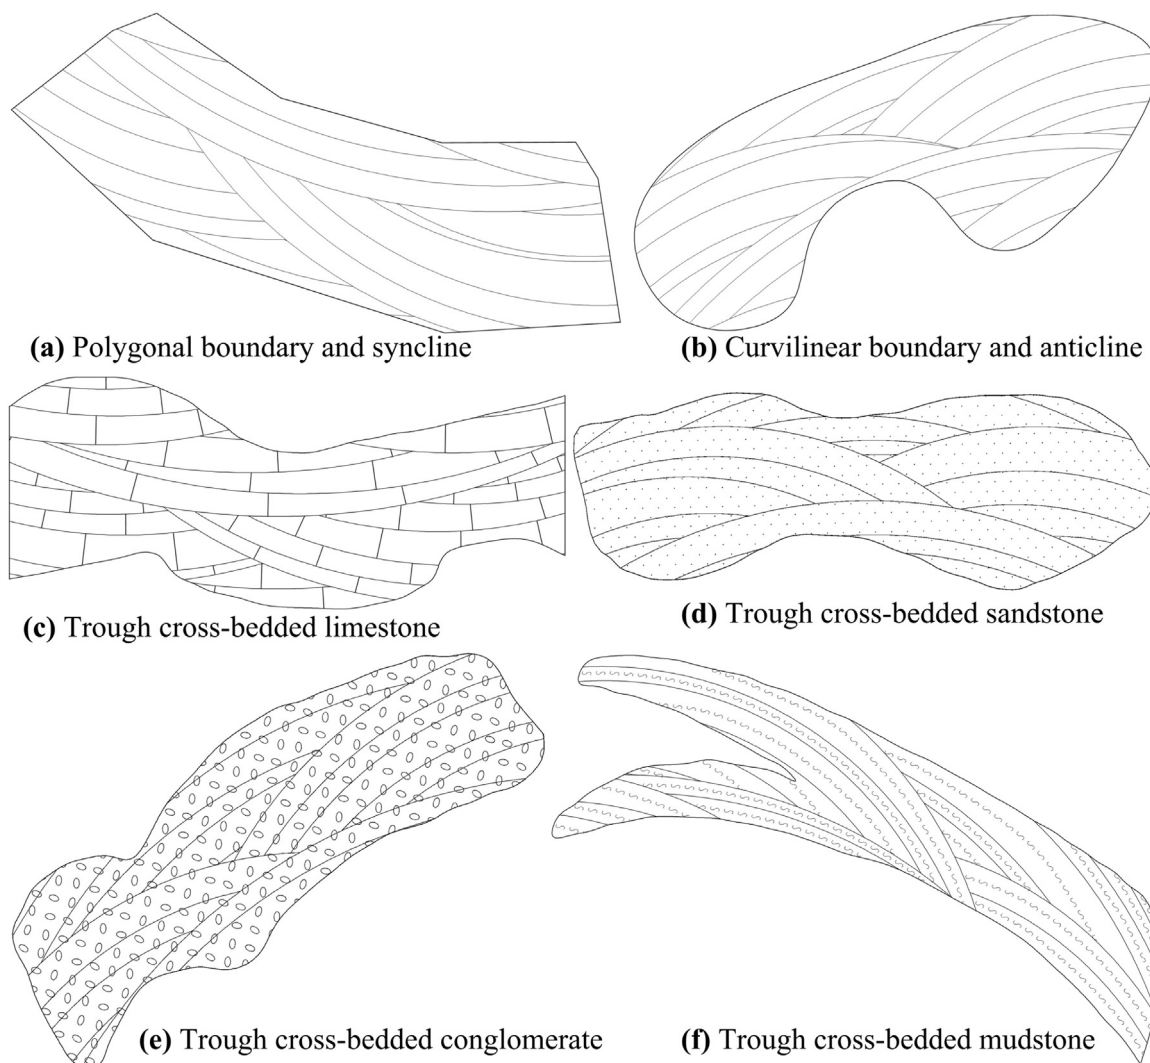 (a) Polygonal boundary and syncline
(b) Curvilinear boundary and anticline
(c) Trough cross-bedded limestone
(d) Trough cross-bedded sandstone
(e) Trough cross-bedded conglomerate
(f) Trough cross-bedded mudstone